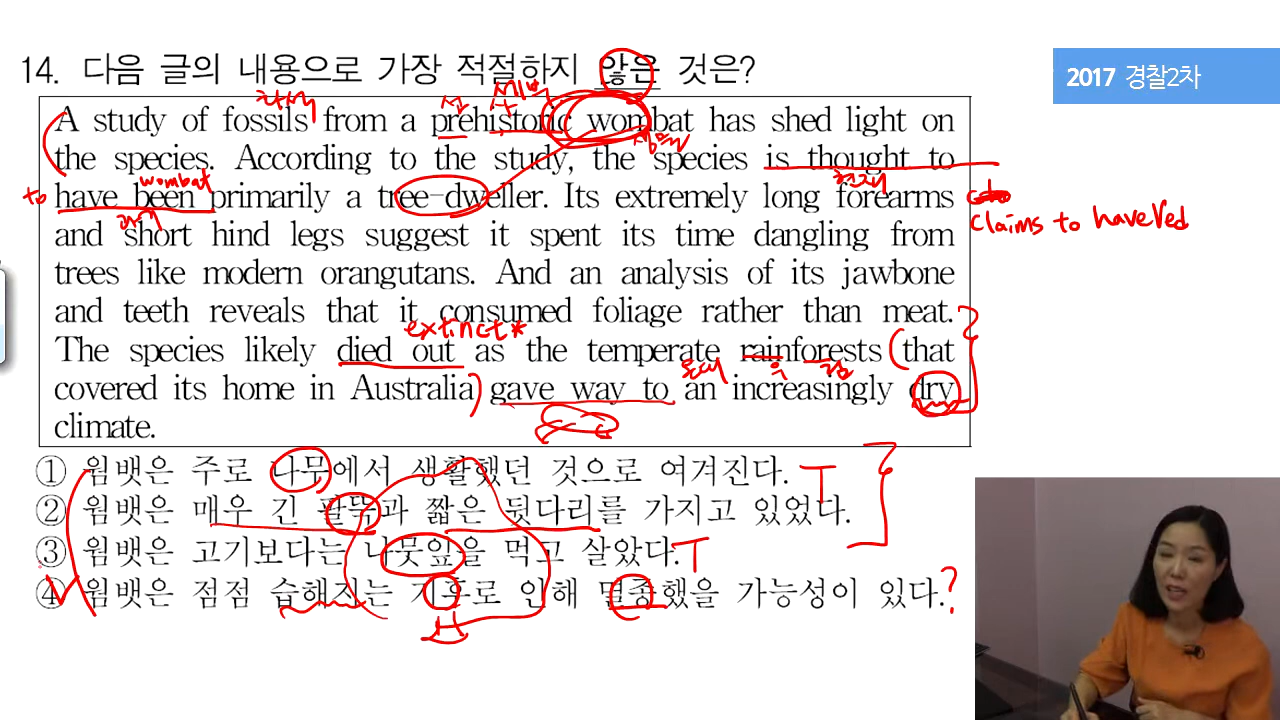 14. 다음 글의 내용으로 가장 적절하지 않은 것은?
2017 경찰2차
A study of fossils from a prehistoric wombat has shed light on
the species. According to the study, the species is thought to
wombat
to have been primarily a tree-dweller. Its extremely long forearms
claims to have lived
and short hind legs suggest it spent its time dangling from
trees like modern orangutans. And an analysis of its jawbone
and teeth reveals that it consumed foliage rather than meat.
extinct*
The species likely died out as the temperate rainforests (that
covered its home in Australia) gave way to an increasingly dry
climate.
① 웜뱃은 주로 나무에서 생활했던 것으로 여겨진다. T
② 웜뱃은 매우 긴 팔뚝과 짧은 뒷다리를 가지고 있었다.
③ 웜뱃은 고기보다는 나뭇잎을 먹고 살았다. T
④ 웜뱃은 점점 습해지는 기후로 인해 멸종했을 가능성이 있다. ?